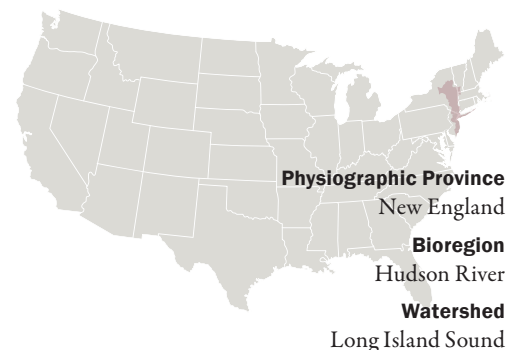 Physiographic Province
New England
Bioregion
Hudson River
Watershed
Long Island Sound